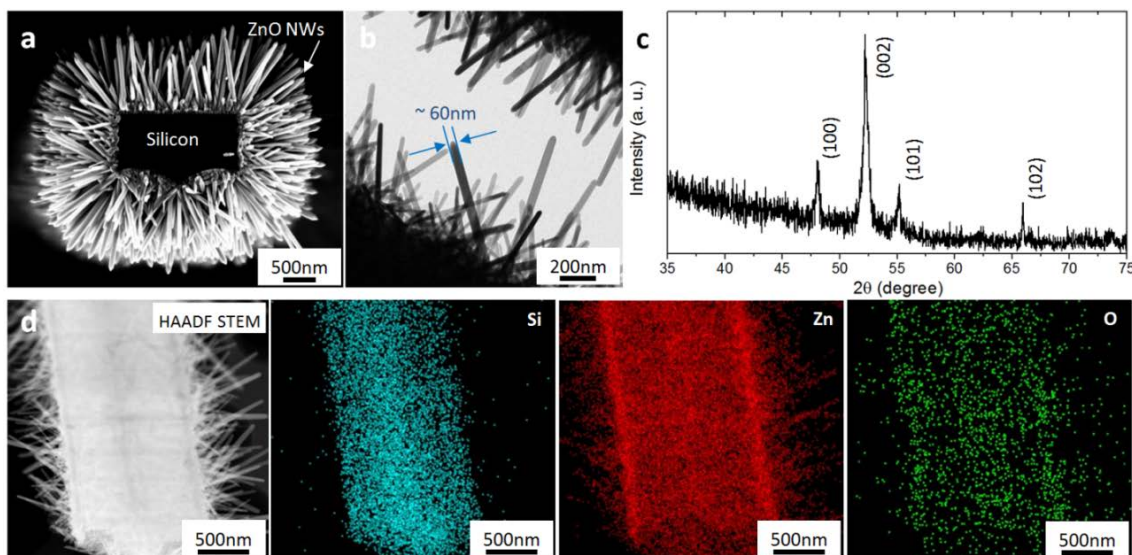 a
ZnO NWs
Silicon
500nm
b
~ 60nm
200nm
c
Intensity (a. u.)
(100)
(002)
(101)
(102)
35 40 45 50 55 60 65 70 75
2θ (degree)
d
HAADF STEM
500nm
Si
500nm
Zn
500nm
O
500nm